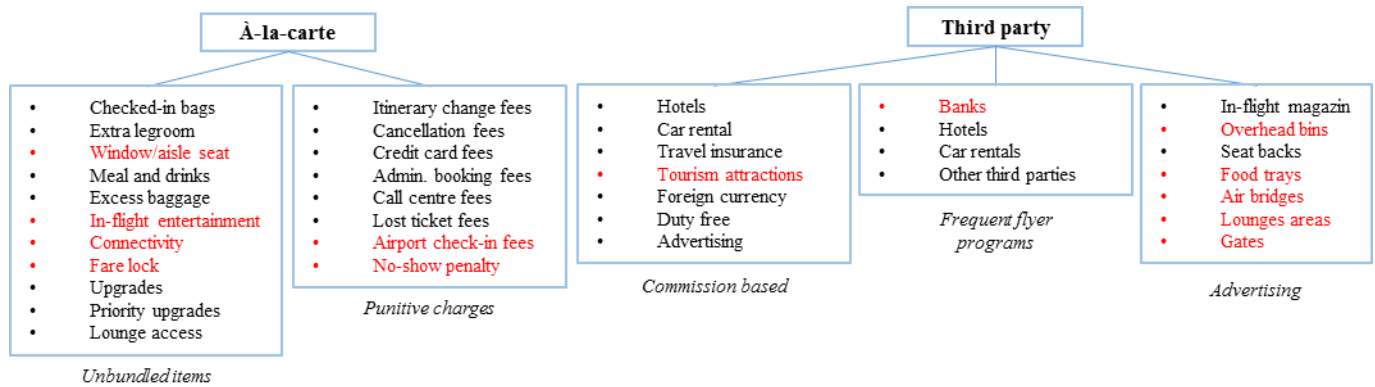 À-la-carte
Checked-in bags
Extra legroom
Window/aisle seat
Meal and drinks
Excess baggage
In-flight entertainment
Connectivity
Fare lock
Upgrades
Priority upgrades
Lounge access
Unbundled items
Itinerary change fees
Cancellation fees
Credit card fees
Admin. booking fees
Call centre fees
Lost ticket fees
Airport check-in fees
No-show penalty
Punitive charges
Third party
Hotels
Car rental
Travel insurance
Tourism attractions
Foreign currency
Duty free
Advertising
Commission based
Banks
Hotels
Car rentals
Other third parties
Frequent flyer
programs
In-flight magazin
Overhead bins
Seat backs
Food trays
Air bridges
Lounges areas
Gates
Advertising